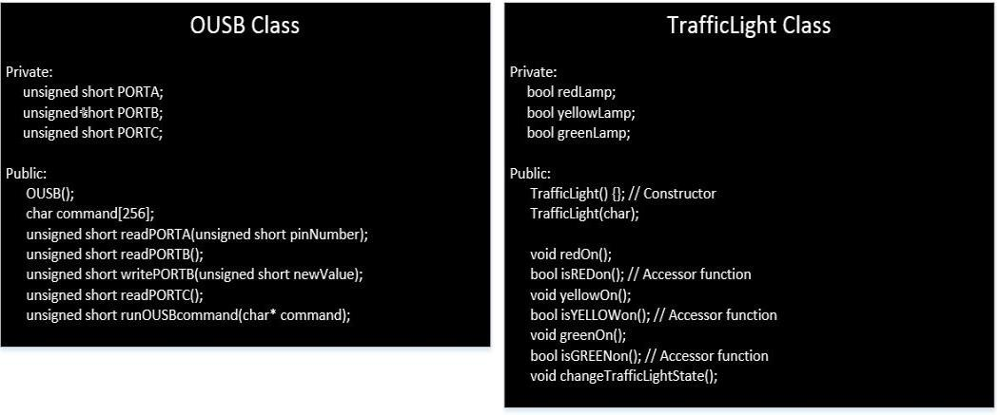 OUSB Class
Private:
unsigned short PORTA;
unsigned short PORTB;
unsigned short PORTC;
Public:
OUSB();
char command[256];
unsigned short readPORTA(unsigned short pinNumber);
unsigned short readPORTB();
unsigned short writePORTB(unsigned short newValue);
unsigned short readPORTC();
unsigned short runOUSBcommand(char* command);
TrafficLight Class
Private:
bool redLamp;
bool yellowLamp;
bool greenLamp;
Public:
TrafficLight() {}; // Constructor
TrafficLight(char);
void redOn();
bool isREDon(); // Accessor function
void yellowOn();
bool isYELLOWon(); // Accessor function
void greenOn();
bool isGREENon(); // Accessor function
void changeTrafficLightState();